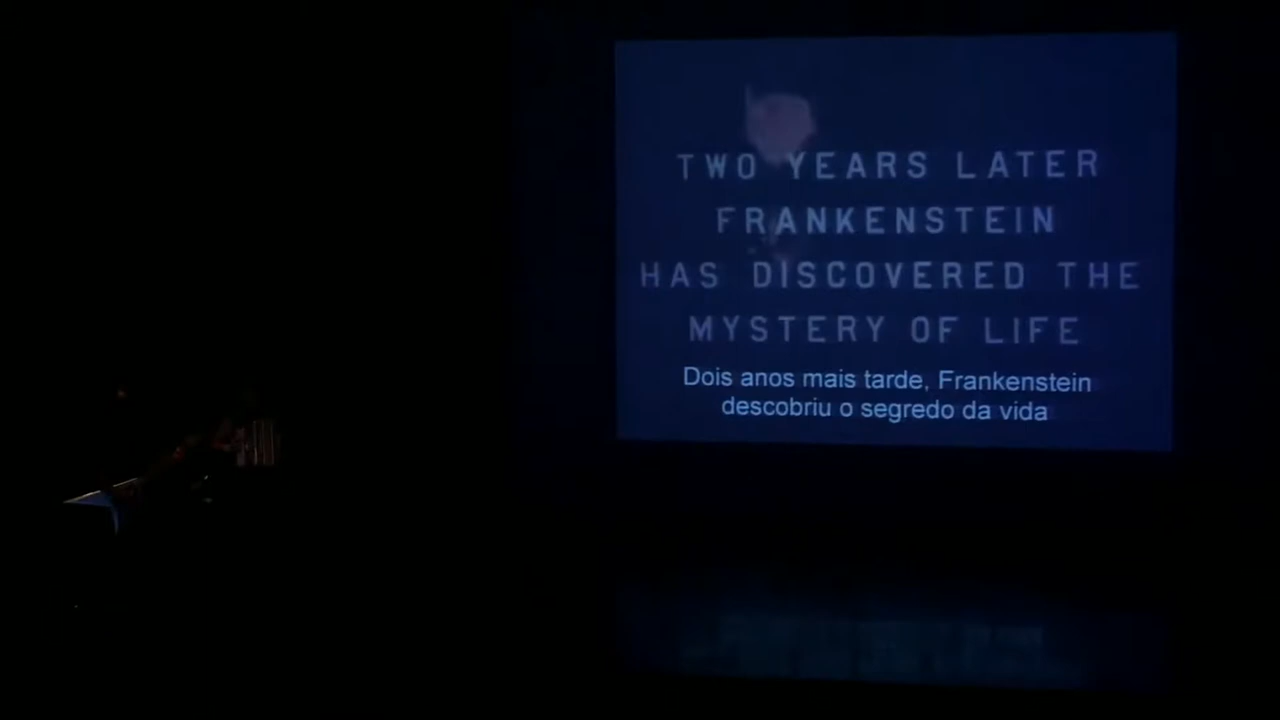 TWO YEARS LATER
FRANKENSTEIN
HAS DISCOVERED THE
MYSTERY OF LIFE
Dois anos mais tarde, Frankenstein
descobriu o segredo da vida